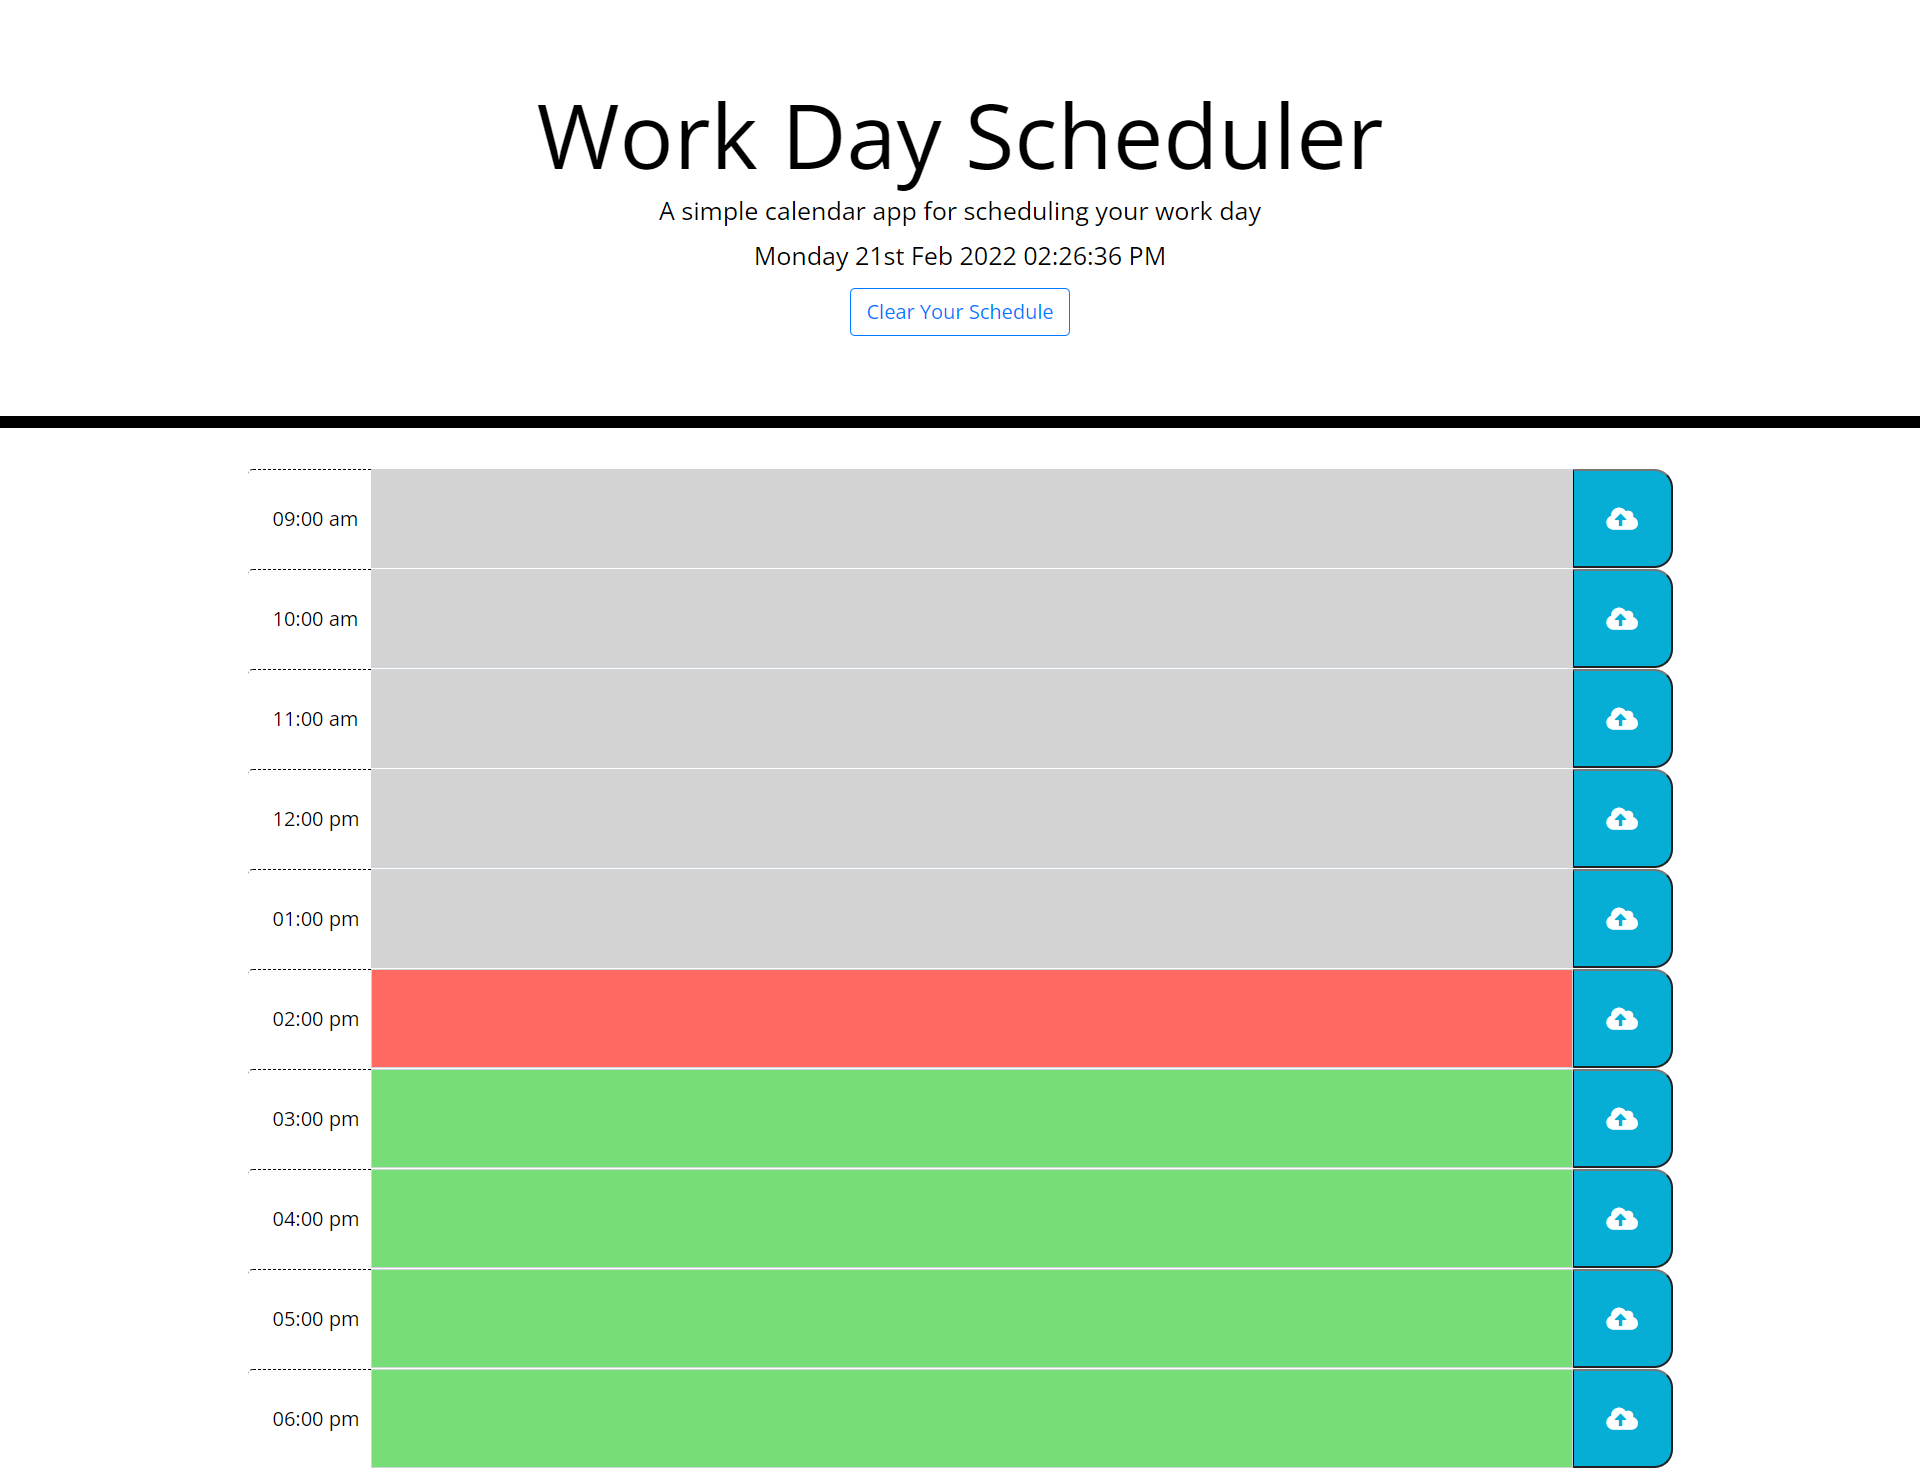 Work Day Scheduler
A simple calendar app for scheduling your work day
Monday 21st Feb 2022 02:26:36 PM
Clear Your Schedule
09:00 am
10:00 am
11:00 am
12:00 pm
01:00 pm
02:00 pm
03:00 pm
04:00 pm
05:00 pm
06:00 pm